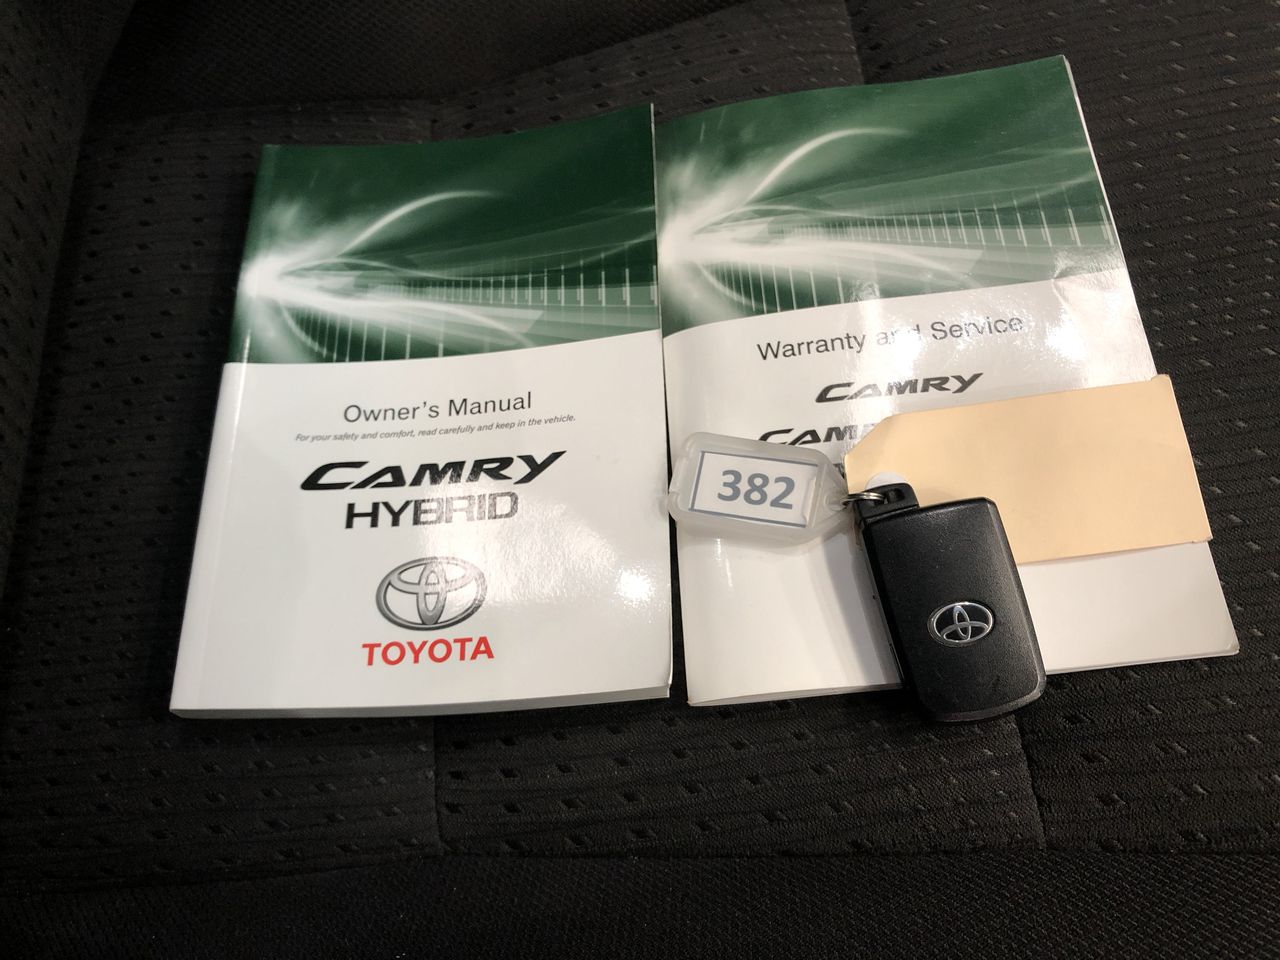 Owner's Manual
For your safety and comfort, read carefully and keep in the vehicle.
CAMRY
HYBRID
TOYOTA
Warranty and Service
CAMRY
382